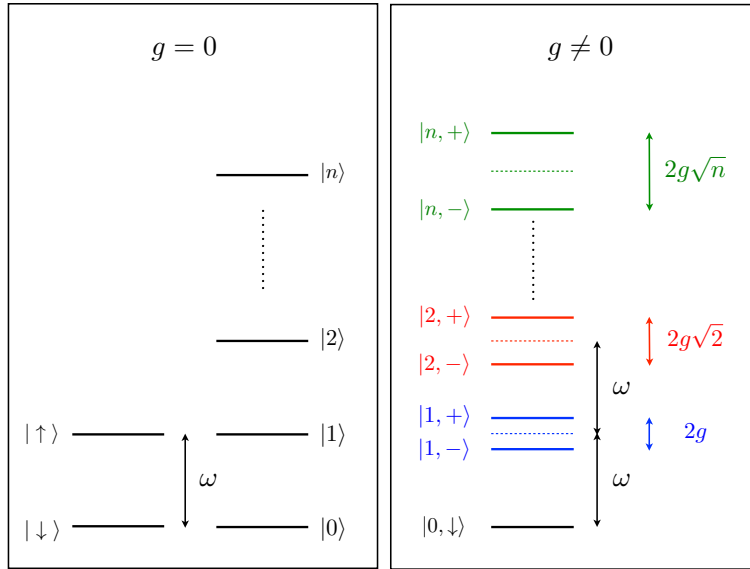 g = 0
|n⟩
|2⟩
|↑⟩
|1⟩
ω
|↓⟩
|0⟩
g ≠ 0
|n, +⟩
2g√n
|n, −⟩
|2, +⟩
2g√2
|2, −⟩
ω
|1, +⟩
2g
|1, −⟩
ω
|0, ↓⟩